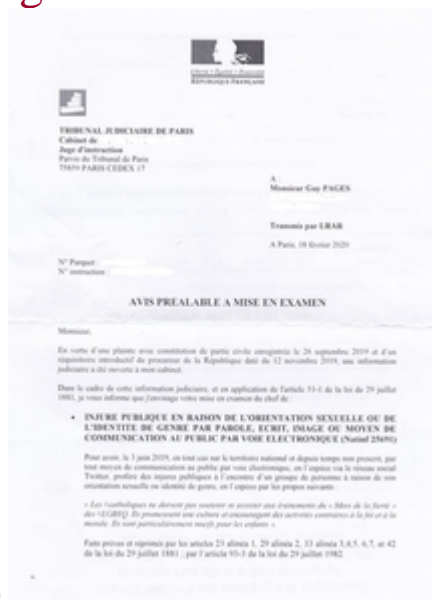 Liberté • Égalité • Fraternité
RÉPUBLIQUE FRANÇAISE
TRIBUNAL JUDICIAIRE DE PARIS
Cabinet de
Juge d'instruction
Parvis du Tribunal de Paris
75859 PARIS CEDEX 17
A :
Monsieur Guy PAGES
Transmis par LRAR
A Paris, 18 février 2020
N° Parquet :
N° instruction :
AVIS PREALABLE A MISE EN EXAMEN
Monsieur,
En vertu d'une plainte avec constitution de partie civile enregistrée le 26 septembre 2019 et d'un
réquisitoire introductif du procureur de la République daté du 12 novembre 2019, une information
judiciaire a été ouverte à mon cabinet.
Dans le cadre de cette information judiciaire, et en application de l'article 51-1 de la loi du 29 juillet
1881, je vous informe que j'envisage votre mise en examen du chef de :
• INJURE PUBLIQUE EN RAISON DE L'ORIENTATION SEXUELLE OU DE
L'IDENTITE DE GENRE PAR PAROLE, ECRIT, IMAGE OU MOYEN DE
COMMUNICATION AU PUBLIC PAR VOIE ELECTRONIQUE (Natinf 25691)
Pour avoir, le 3 juin 2019, en tout cas sur le territoire national et depuis temps non prescrit, par
tout moyen de communication au public par voie électronique, en l'espèce via le réseau social
Twitter, proféré des injures publiques à l'encontre d'un groupe de personne à raison de son
orientation sexuelle ou identité de genre, en l'espèce par les propos suivants :
« Les #catholiques ne doivent pas soutenir ni assister aux événements du « Mois de la fierté »
des #LGBTQ. Ils promeuvent une culture et encouragent des activités contraires à la foi et à la
morale. Ils sont particulièrement nocifs pour les enfants ».
Faits prévus et réprimés par les articles 23 alinéa 1, 29 alinéa 2, 33 alinéa 3,4,5, 6,7, et 42
de la loi du 29 juillet 1881 ; par l'article 93-3 de la loi du 29 juillet 1982